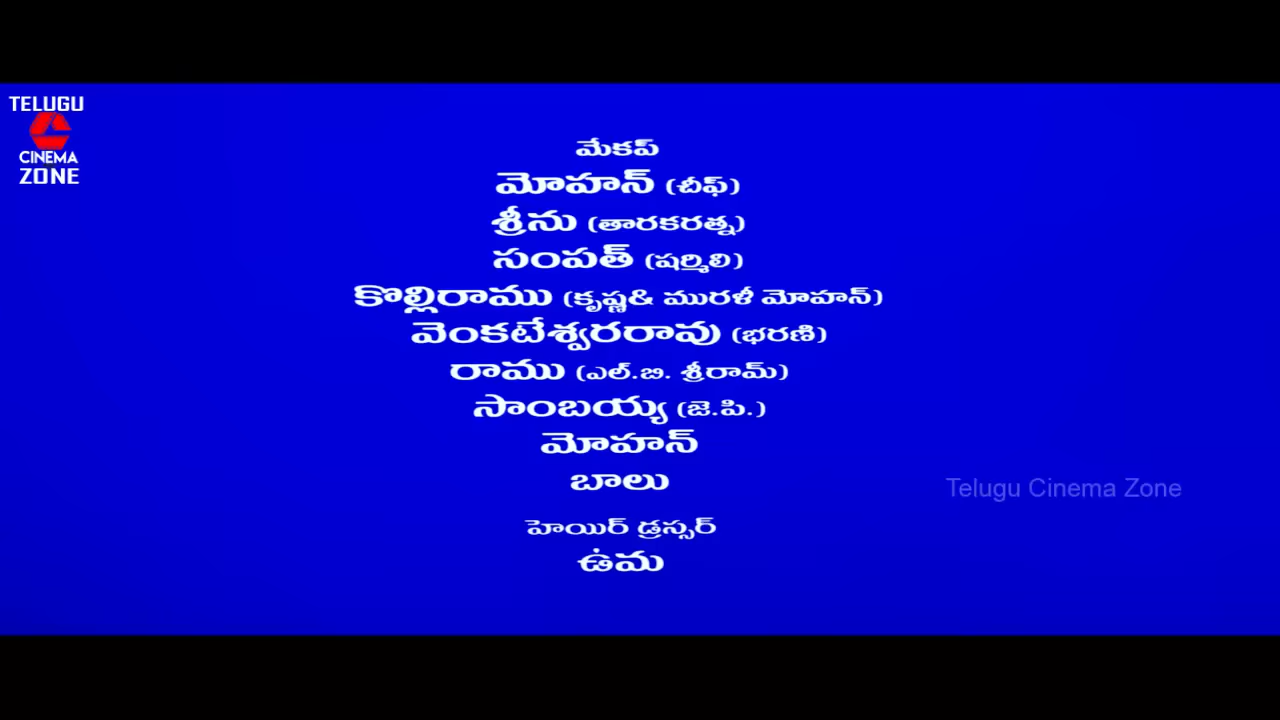 TELUGU
CINEMA
ZONE
మేకప్
మోహన్ (చీఫ్)
శ్రీను (తారకరత్న)
సంపత్ (షర్మిలి)
కొల్లిరాము (కృష్ణ& మురళీ మోహన్)
వెంకటేశ్వరరావు (భరణి)
రాము (ఎల్.బి. శ్రీరామ్)
సాంబయ్య (జె.పి.)
మోహన్
బాలు
Telugu Cinema Zone
హెయిర్ డ్రస్సర్
ఉమ